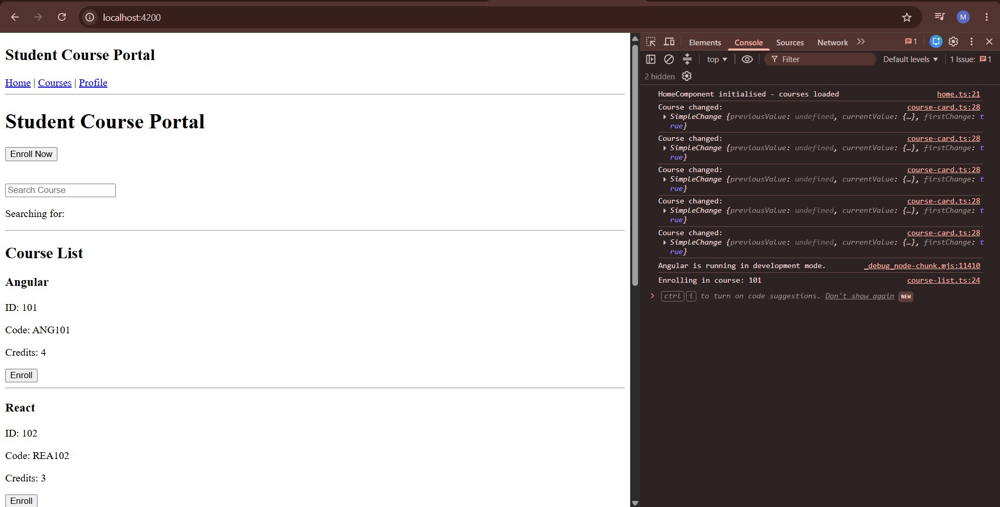 localhost:4200
M
Student Course Portal
Home | Courses | Profile
Student Course Portal
Enroll Now
Search Course
Searching for:
Course List
Angular
ID: 101
Code: ANG101
Credits: 4
Enroll
React
ID: 102
Code: REA102
Credits: 3
Enroll
Elements Console Sources Network 1
top Filter Default levels 1 Issue: 1
2 hidden
HomeComponent initialised - courses loaded home.ts:21
Course changed: course-card.ts:28
SimpleChange {previousValue: undefined, currentValue: {…}, firstChange: t
rue}
Course changed: course-card.ts:28
SimpleChange {previousValue: undefined, currentValue: {…}, firstChange: t
rue}
Course changed: course-card.ts:28
SimpleChange {previousValue: undefined, currentValue: {…}, firstChange: t
rue}
Course changed: course-card.ts:28
SimpleChange {previousValue: undefined, currentValue: {…}, firstChange: t
rue}
Course changed: course-card.ts:28
SimpleChange {previousValue: undefined, currentValue: {…}, firstChange: t
rue}
Angular is running in development mode. _debug_node-chunk.mjs:11410
Enrolling in course: 101 course-list.ts:24
ctrl i to turn on code suggestions. Don't show again NEW